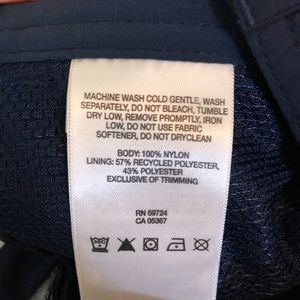 MACHINE WASH COLD GENTLE, WASH
SEPARATELY, DO NOT BLEACH, TUMBLE
DRY LOW, REMOVE PROMPTLY, IRON
LOW, DO NOT USE FABRIC
SOFTENER, DO NOT DRYCLEAN
BODY: 100% NYLON
LINING: 57% RECYCLED POLYESTER,
43% POLYESTER
EXCLUSIVE OF TRIMMING
RN 69724
CA 05367